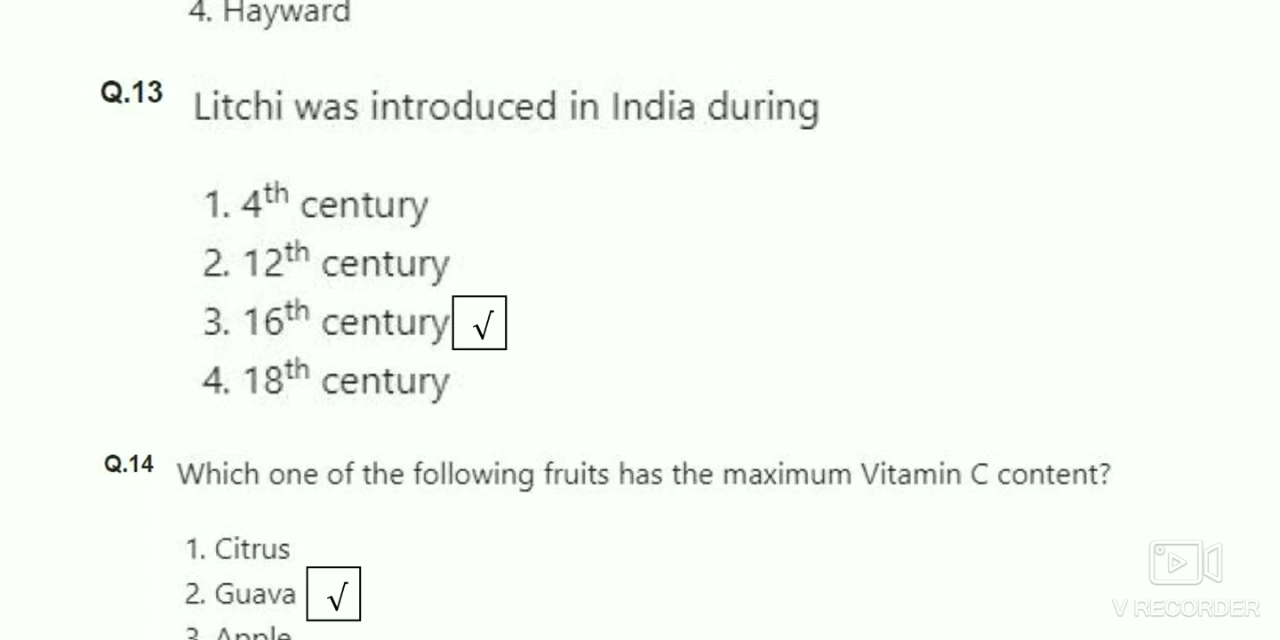 4. Hayward
Q.13 Litchi was introduced in India during
1. 4th century
2. 12th century
3. 16th century √
4. 18th century
Q.14 Which one of the following fruits has the maximum Vitamin C content?
1. Citrus
2. Guava √
3. Apple
V RECORDER